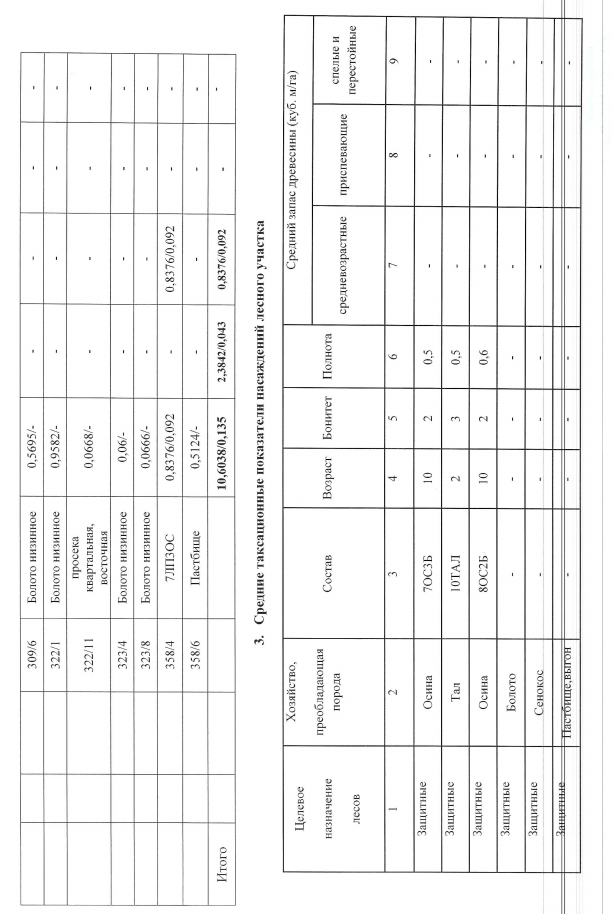 309/6 Болото низинное 0,5695/- - - - -
322/1 Болото низинное 0,9582/- - - - -
322/11 просека 0,0668/- - - - -
квартальная,
восточная
323/4 Болото низинное 0,06/- - - - -
323/8 Болото низинное 0,0666/- - - - -
358/4 7ЛП3ОС 0,8376/0,092 - 0,8376/0,092 - -
358/6 Пастбище 0,5124/- - - - -
Итого 10,6038/0,135 2,3842/0,043 0,8376/0,092 - -
3. Средние таксационные показатели насаждений лесного участка
Целевое Хозяйство, Состав Возраст Бонитет Полнота Средний запас древесины (куб. м/га)
назначение преобладающая средневозрастные приспевающие спелые и
лесов порода перестойные
1 2 3 4 5 6 7 8 9
Защитные Осина 7ОС3Б 10 2 0,5 - - -
Защитные Тал 10ТАЛ 2 3 0,5 - - -
Защитные Осина 8ОС2Б 10 2 0,6 - - -
Защитные Болото - - - - - - -
Защитные Сенокос - - - - - - -
Защитные Пастбище,выгон - - - - - - -